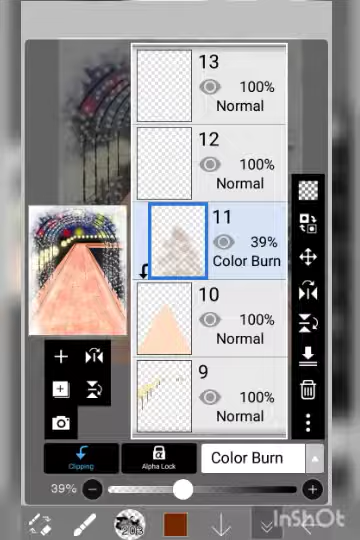 13
100%
Normal
12
100%
Normal
11
39%
Color Burn
10
100%
Normal
9
100%
Normal
Clipping
α
Alpha Lock
Color Burn
39%
InShOt